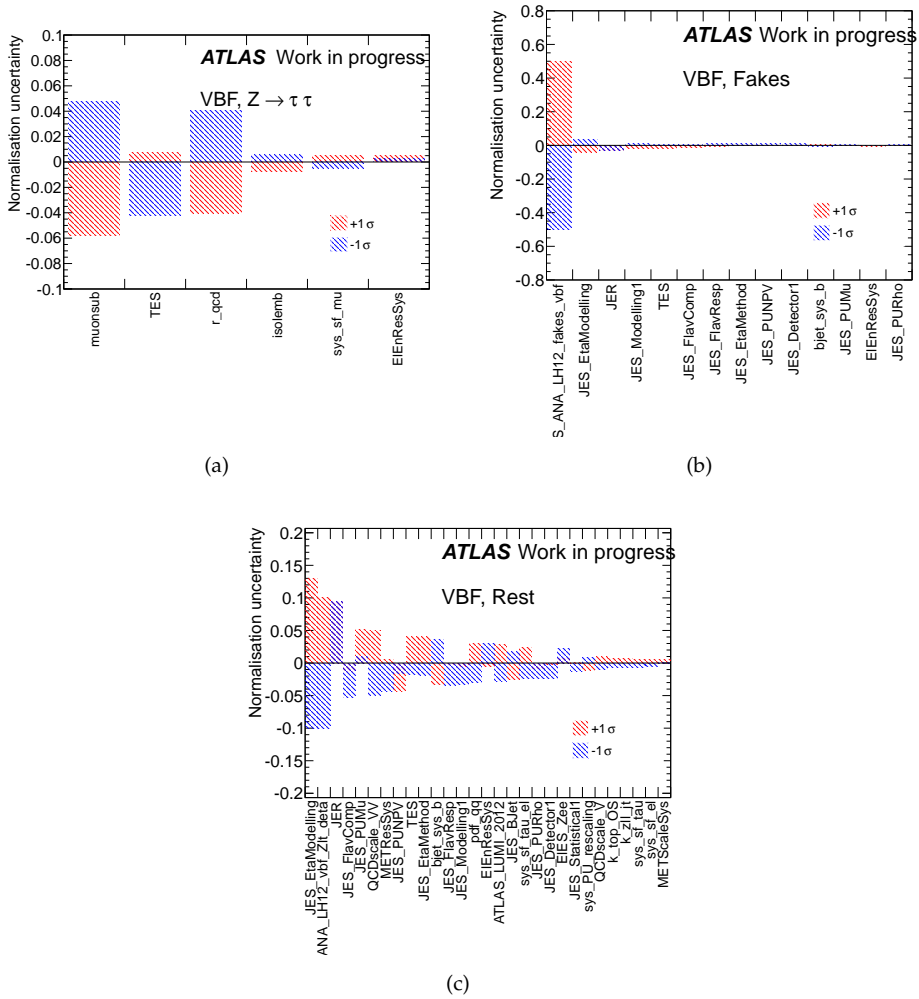 Normalisation uncertainty
0.1
0.08
0.06
0.04
0.02
0
-0.02
-0.04
-0.06
-0.08
-0.1
ATLAS Work in progress
VBF, Z → τ τ
+1 σ
-1 σ
muonsub
TES
r_qcd
isolemb
sys_sf_mu
ElEnResSys
(a)
Normalisation uncertainty
0.8
0.6
0.4
0.2
0
-0.2
-0.4
-0.6
-0.8
ATLAS Work in progress
VBF, Fakes
+1 σ
-1 σ
S_ANA_LH12_fakes_vbf
JES_EtaModelling
JER
JES_Modelling1
TES
JES_FlavComp
JES_FlavResp
JES_EtaMethod
JES_PUNPV
JES_Detector1
bjet_sys_b
JES_PUMu
ElEnResSys
JES_PURho
(b)
Normalisation uncertainty
0.2
0.15
0.1
0.05
0
-0.05
-0.1
-0.15
-0.2
ATLAS Work in progress
VBF, Rest
+1 σ
-1 σ
JES_EtaModelling
ANA_LH12_vbf_Zlt_deta
JER
JES_FlavComp
JES_PUMu
QCDscale_VV
METResSys
JES_PUNPV
TES
JES_EtaMethod
bjet_sys_b
JES_FlavResp
JES_Modelling1
pdf_qq
ElEnResSys
ATLAS_LUMI_2012
JES_BJet
sys_sf_tau_el
JES_PURho
JES_Detector1
ElES_Zee
JES_Statistical1
sys_PU_rescaling
QCDscale_V
k_top_OS
k_zll_jt
sys_sf_tau
sys_sf_el
METScaleSys
(c)